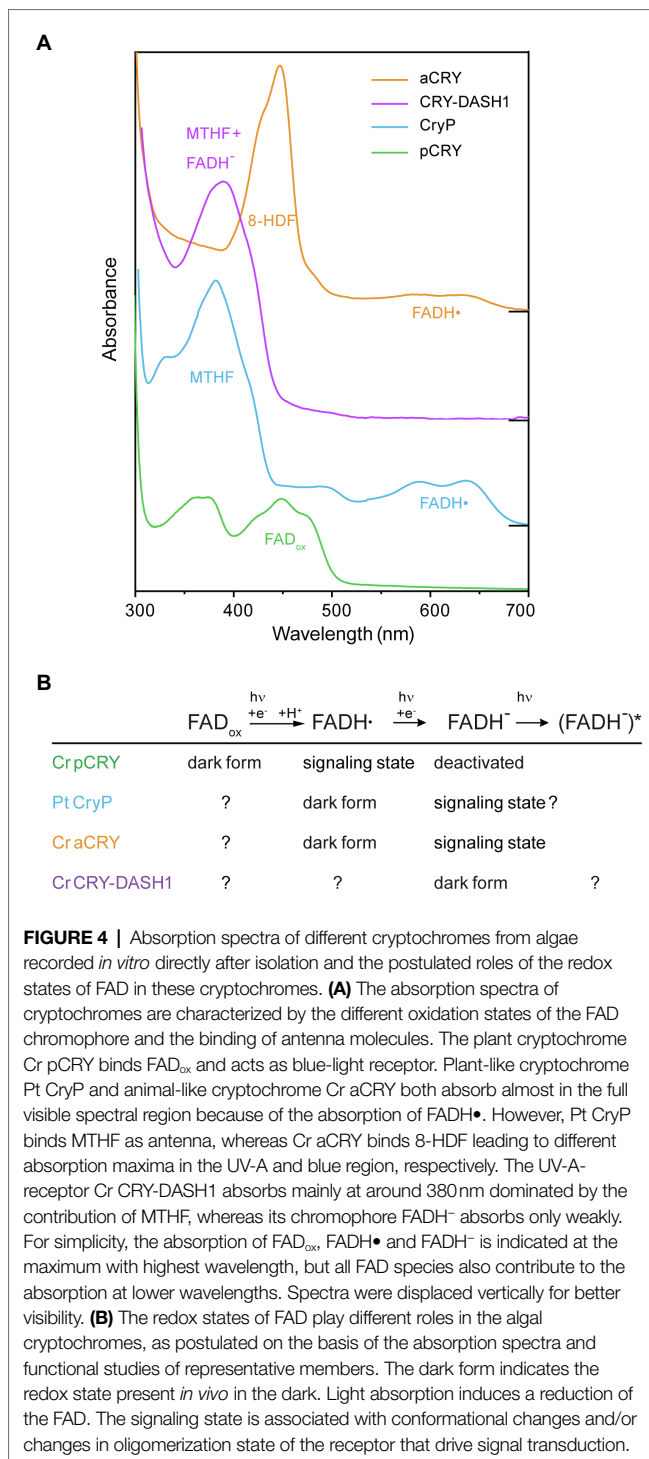 A
aCRY
CRY-DASH1
CryP
pCRY
MTHF+
FADH⁻
8-HDF
FADH•
MTHF
FADH•
FADox
Absorbance
300 400 500 600 700
Wavelength (nm)
B
hν hν hν
+e⁻ +H⁺ +e⁻
FADox → FADH· → FADH⁻ → (FADH⁻)*
Cr pCRY dark form signaling state deactivated
Pt CryP ? dark form signaling state ?
Cr aCRY ? dark form signaling state
Cr CRY-DASH1 ? ? dark form ?
FIGURE 4 | Absorption spectra of different cryptochromes from algae
recorded in vitro directly after isolation and the postulated roles of the redox
states of FAD in these cryptochromes. (A) The absorption spectra of
cryptochromes are characterized by the different oxidation states of the FAD
chromophore and the binding of antenna molecules. The plant cryptochrome
Cr pCRY binds FADox and acts as blue-light receptor. Plant-like cryptochrome
Pt CryP and animal-like cryptochrome Cr aCRY both absorb almost in the full
visible spectral region because of the absorption of FADH●. However, Pt CryP
binds MTHF as antenna, whereas Cr aCRY binds 8-HDF leading to different
absorption maxima in the UV-A and blue region, respectively. The UV-A-
receptor Cr CRY-DASH1 absorbs mainly at around 380 nm dominated by the
contribution of MTHF, whereas its chromophore FADH⁻ absorbs only weakly.
For simplicity, the absorption of FADox, FADH● and FADH⁻ is indicated at the
maximum with highest wavelength, but all FAD species also contribute to the
absorption at lower wavelengths. Spectra were displaced vertically for better
visibility. (B) The redox states of FAD play different roles in the algal
cryptochromes, as postulated on the basis of the absorption spectra and
functional studies of representative members. The dark form indicates the
redox state present in vivo in the dark. Light absorption induces a reduction of
the FAD. The signaling state is associated with conformational changes and/or
changes in oligomerization state of the receptor that drive signal transduction.